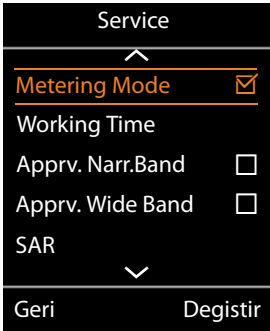 Service
Metering Mode
Working Time
Apprv. Narr.Band
Apprv. Wide Band
SAR
Geri Degistir